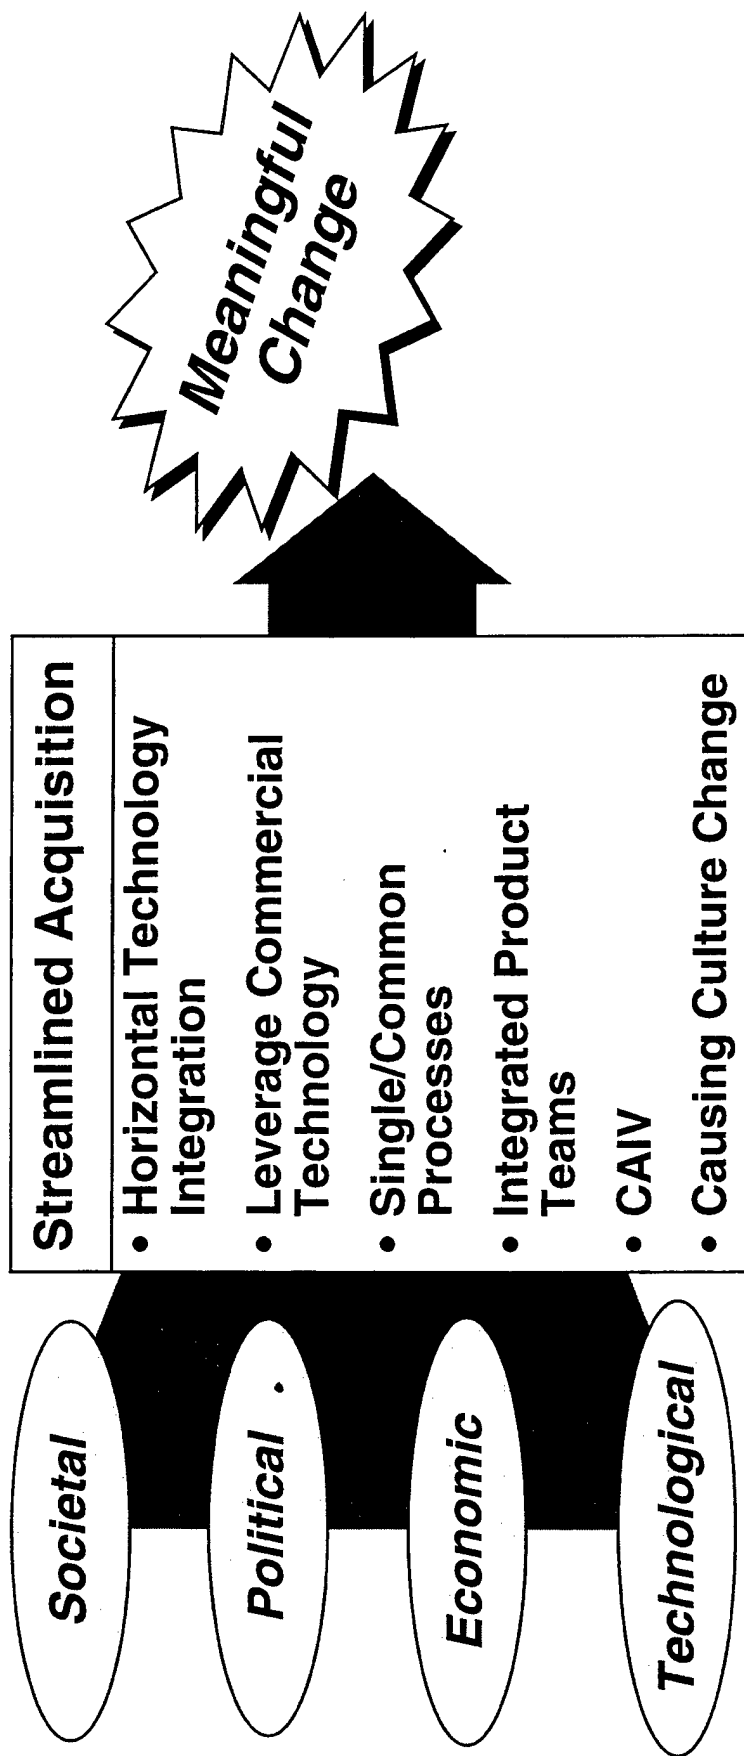 Societal
Political
Economic
Technological
Streamlined Acquisition
• Horizontal Technology
Integration
• Leverage Commercial
Technology
• Single/Common
Processes
• Integrated Product
Teams
• CAIV
• Causing Culture Change
Meaningful
Change